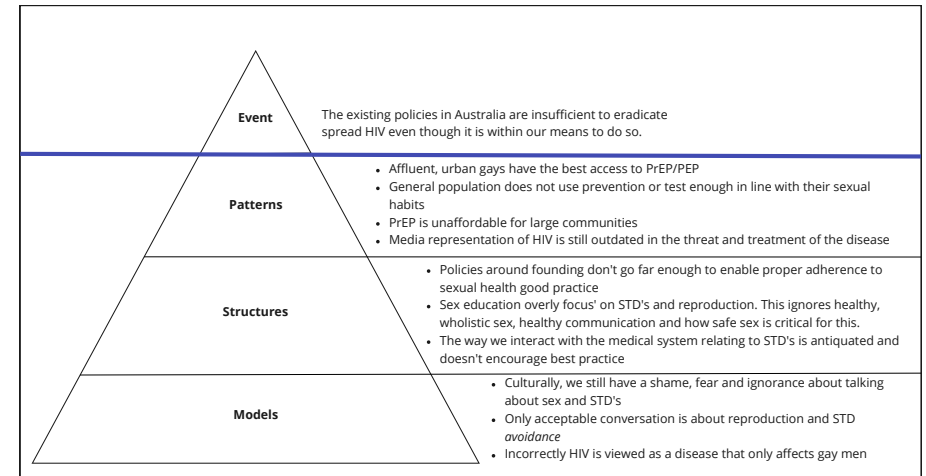 Event
The existing policies in Australia are insufficient to eradicate
spread HIV even though it is within our means to do so.
Patterns
• Affluent, urban gays have the best access to PrEP/PEP
• General population does not use prevention or test enough in line with their sexual
habits
• PrEP is unaffordable for large communities
• Media representation of HIV is still outdated in the threat and treatment of the disease
Structures
• Policies around founding don't go far enough to enable proper adherence to
sexual health good practice
• Sex education overly focus' on STD's and reproduction. This ignores healthy,
wholistic sex, healthy communication and how safe sex is critical for this.
• The way we interact with the medical system relating to STD's is antiquated and
doesn't encourage best practice
Models
• Culturally, we still have a shame, fear and ignorance about talking
about sex and STD's
• Only acceptable conversation is about reproduction and STD
avoidance
• Incorrectly HIV is viewed as a disease that only affects gay men